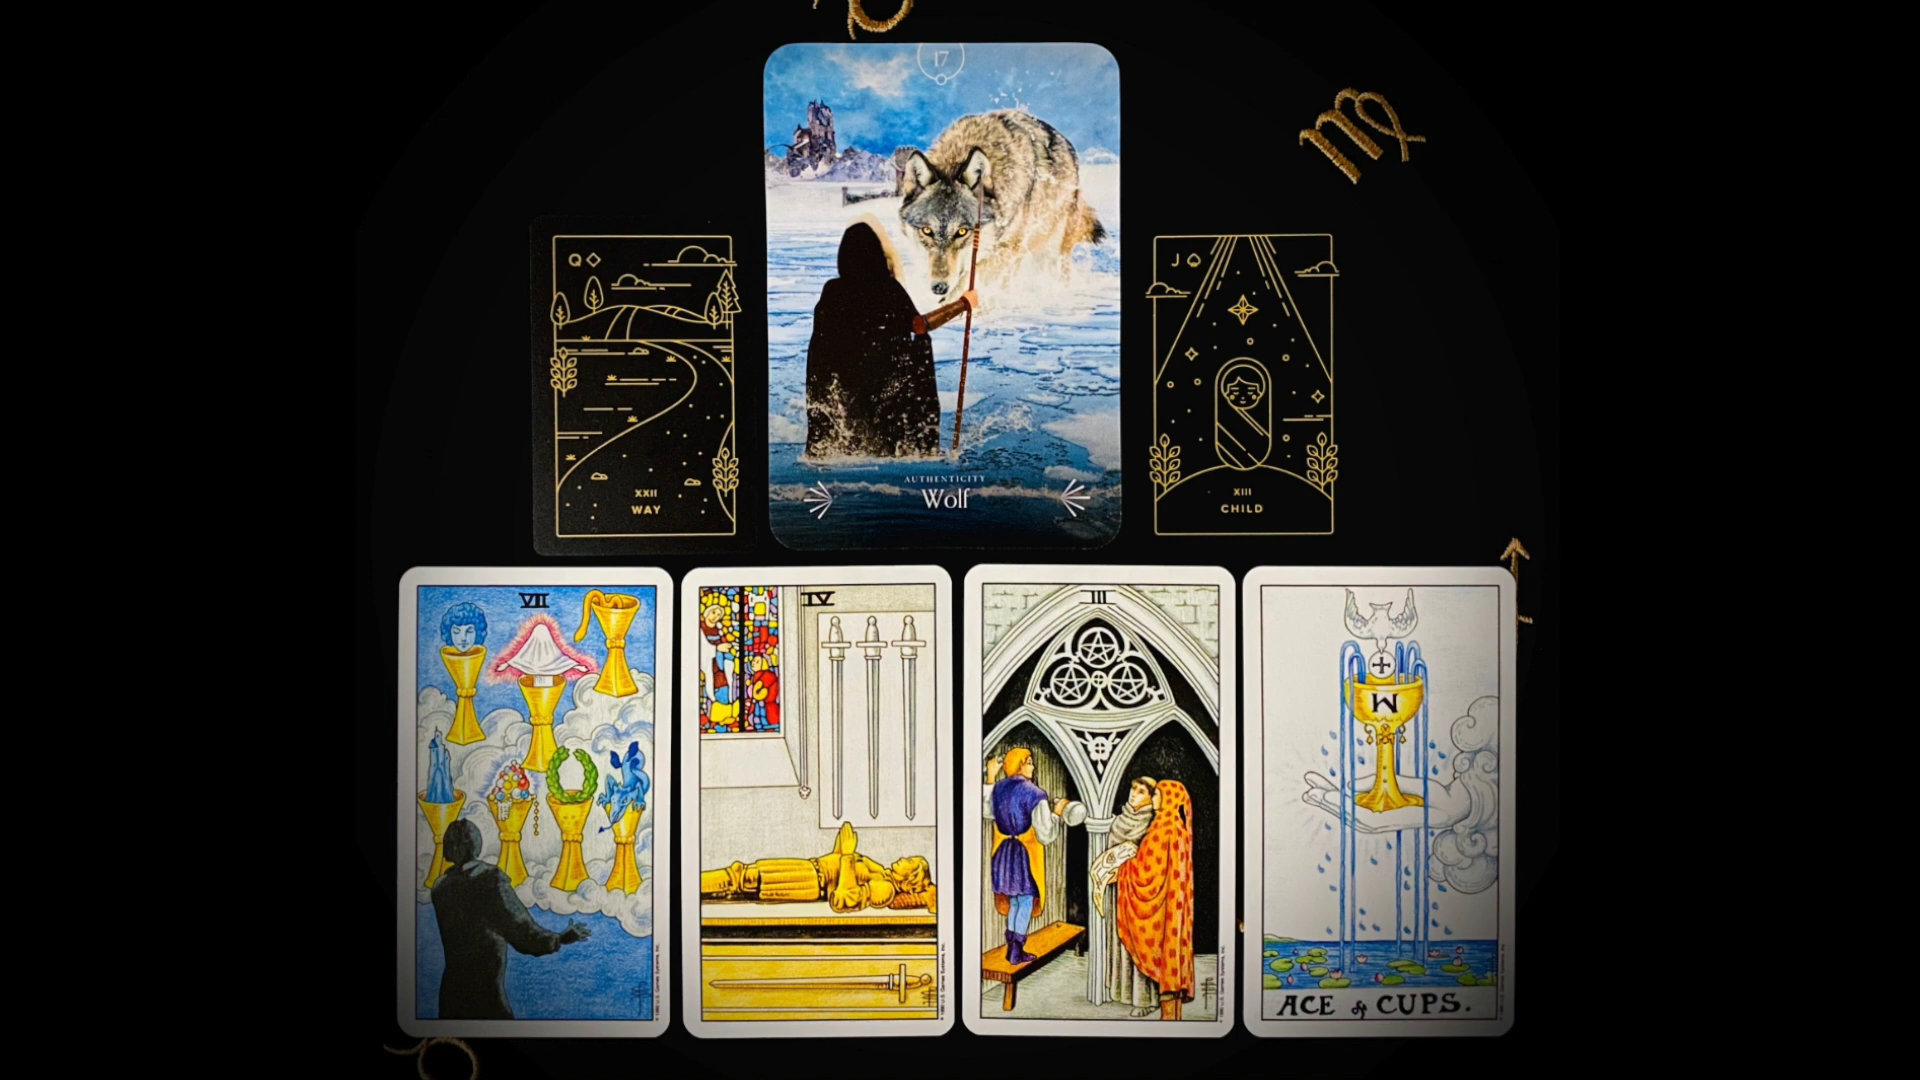 17
Q
J
AUTHENTICITY
Wolf
XXII
WAY
XIII
CHILD
VII
IV
III
W
ACE of CUPS.